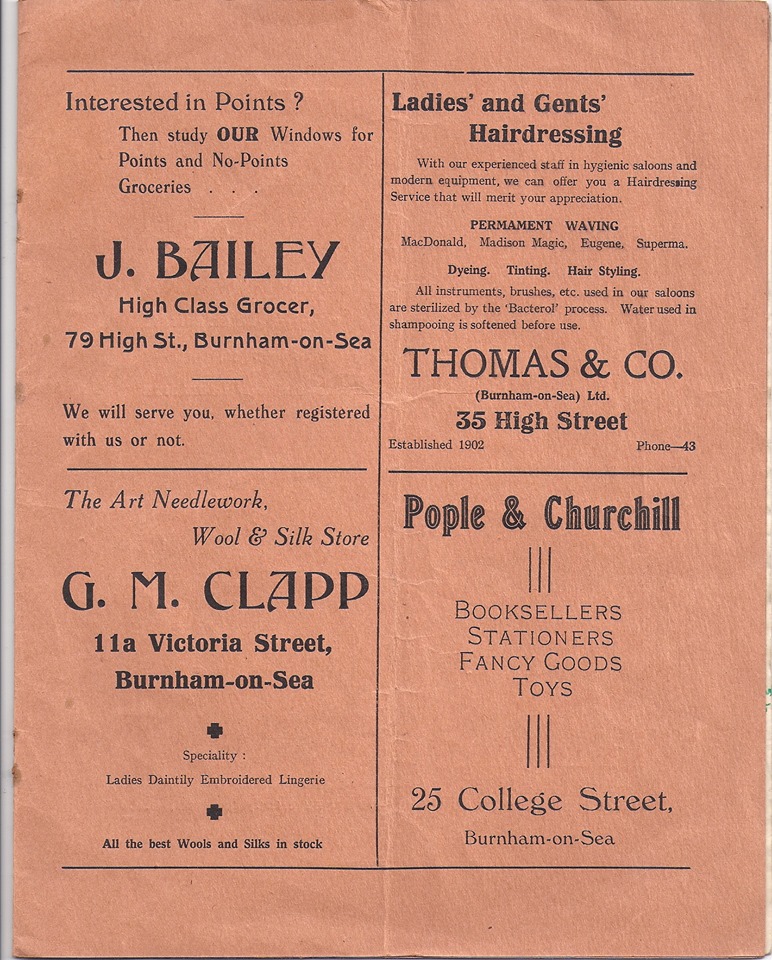 Interested in Points ?
Then study OUR Windows for
Points and No-Points
Groceries . . .
J. BAILEY
High Class Grocer,
79 High St., Burnham-on-Sea
We will serve you, whether registered
with us or not.
The Art Needlework,
Wool & Silk Store
G. M. CLAPP
11a Victoria Street,
Burnham-on-Sea
Speciality :
Ladies Daintily Embroidered Lingerie
All the best Wools and Silks in stock
Ladies' and Gents'
Hairdressing
With our experienced staff in hygienic saloons and
modern equipment, we can offer you a Hairdressing
Service that will merit your appreciation.
PERMAMENT WAVING
MacDonald, Madison Magic, Eugene, Superma.
Dyeing. Tinting. Hair Styling.
All instruments, brushes, etc. used in our saloons
are sterilized by the 'Bacterol' process. Water used in
shampooing is softened before use.
THOMAS & CO.
(Burnham-on-Sea) Ltd.
35 High Street
Established 1902 Phone—43
Pople & Churchill
BOOKSELLERS
STATIONERS
FANCY GOODS
TOYS
25 College Street,
Burnham-on-Sea